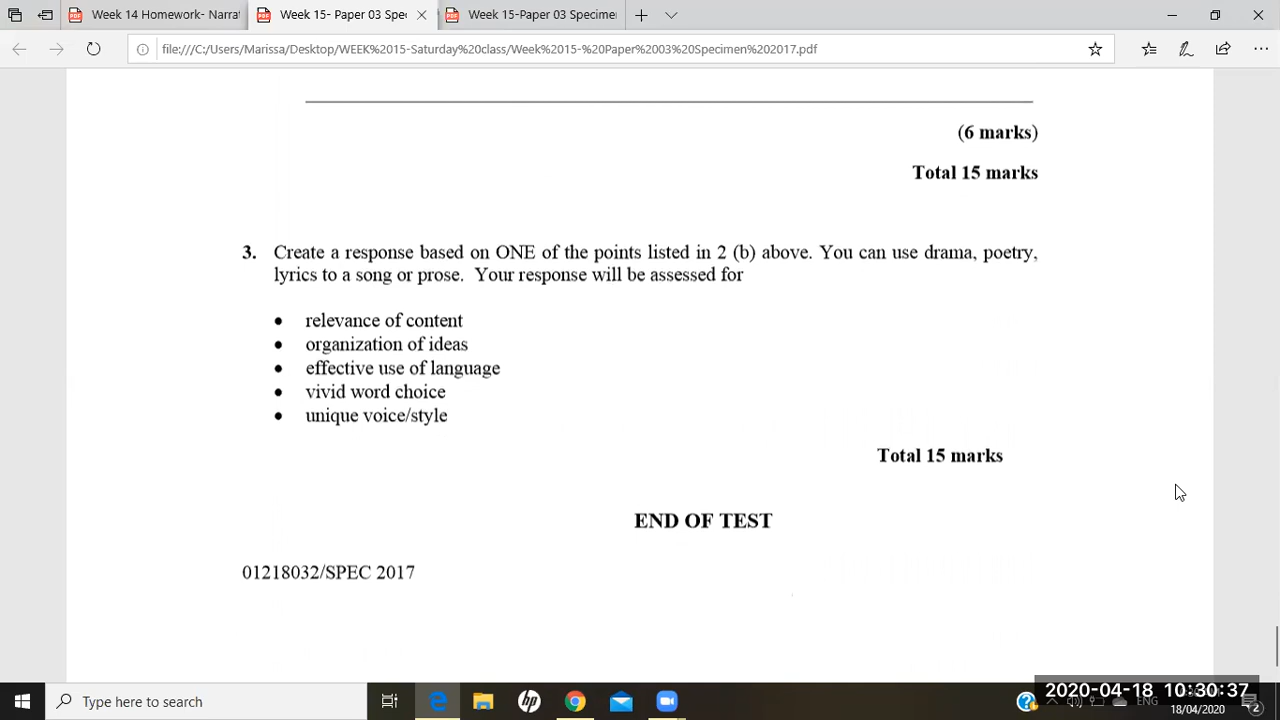 Week 14 Homework- Narrat
Week 15- Paper 03 Spec
Week 15-Paper 03 Specimen
file:///C:/Users/Marissa/Desktop/WEEK%2015-Saturday%20class/Week%2015-%20Paper%2003%20Specimen%202017.pdf
(6 marks)
Total 15 marks
3. Create a response based on ONE of the points listed in 2 (b) above. You can use drama, poetry,
lyrics to a song or prose. Your response will be assessed for
• relevance of content
• organization of ideas
• effective use of language
• vivid word choice
• unique voice/style
Total 15 marks
END OF TEST
01218032/SPEC 2017
Type here to search
2020-04-18 10:30:37
ENG
18/04/2020
2